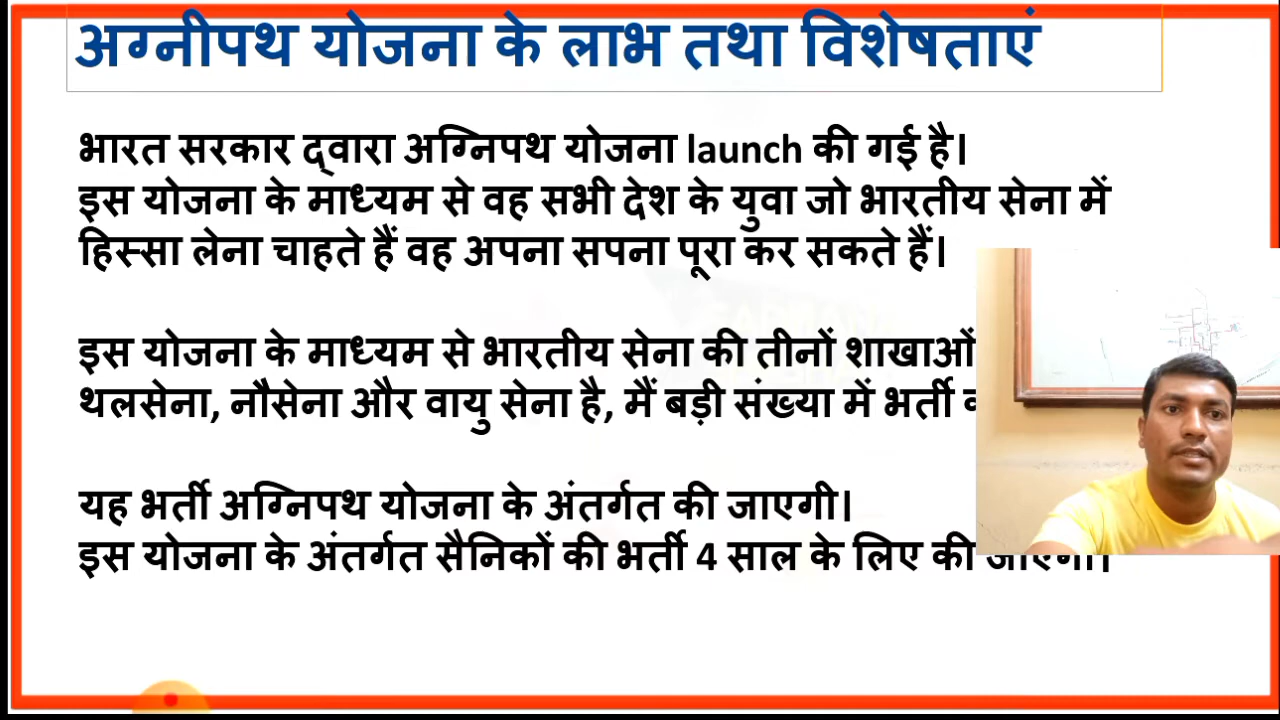 अग्नीपथ योजना के लाभ तथा विशेषताएं
भारत सरकार द्वारा अग्निपथ योजना launch की गई है।
इस योजना के माध्यम से वह सभी देश के युवा जो भारतीय सेना में
हिस्सा लेना चाहते हैं वह अपना सपना पूरा कर सकते हैं।
इस योजना के माध्यम से भारतीय सेना की तीनों शाखाओं
थलसेना, नौसेना और वायु सेना है, मैं बड़ी संख्या में भर्ती
यह भर्ती अग्निपथ योजना के अंतर्गत की जाएगी।
इस योजना के अंतर्गत सैनिकों की भर्ती 4 साल के लिए की जाएगी।